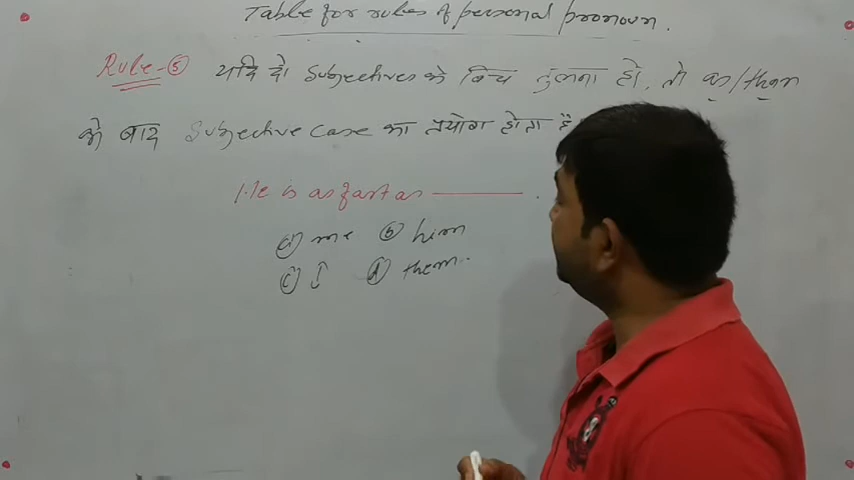 Table for rules of personal pronoun.
Rule-⑤ यदि दो Subjectives के बिच तुलना हो, तो as/than
के बाद Subjective case का प्रयोग होता है
He is as fast as ———— .
ⓐ me ⓑ him
ⓒ I ⓓ them.